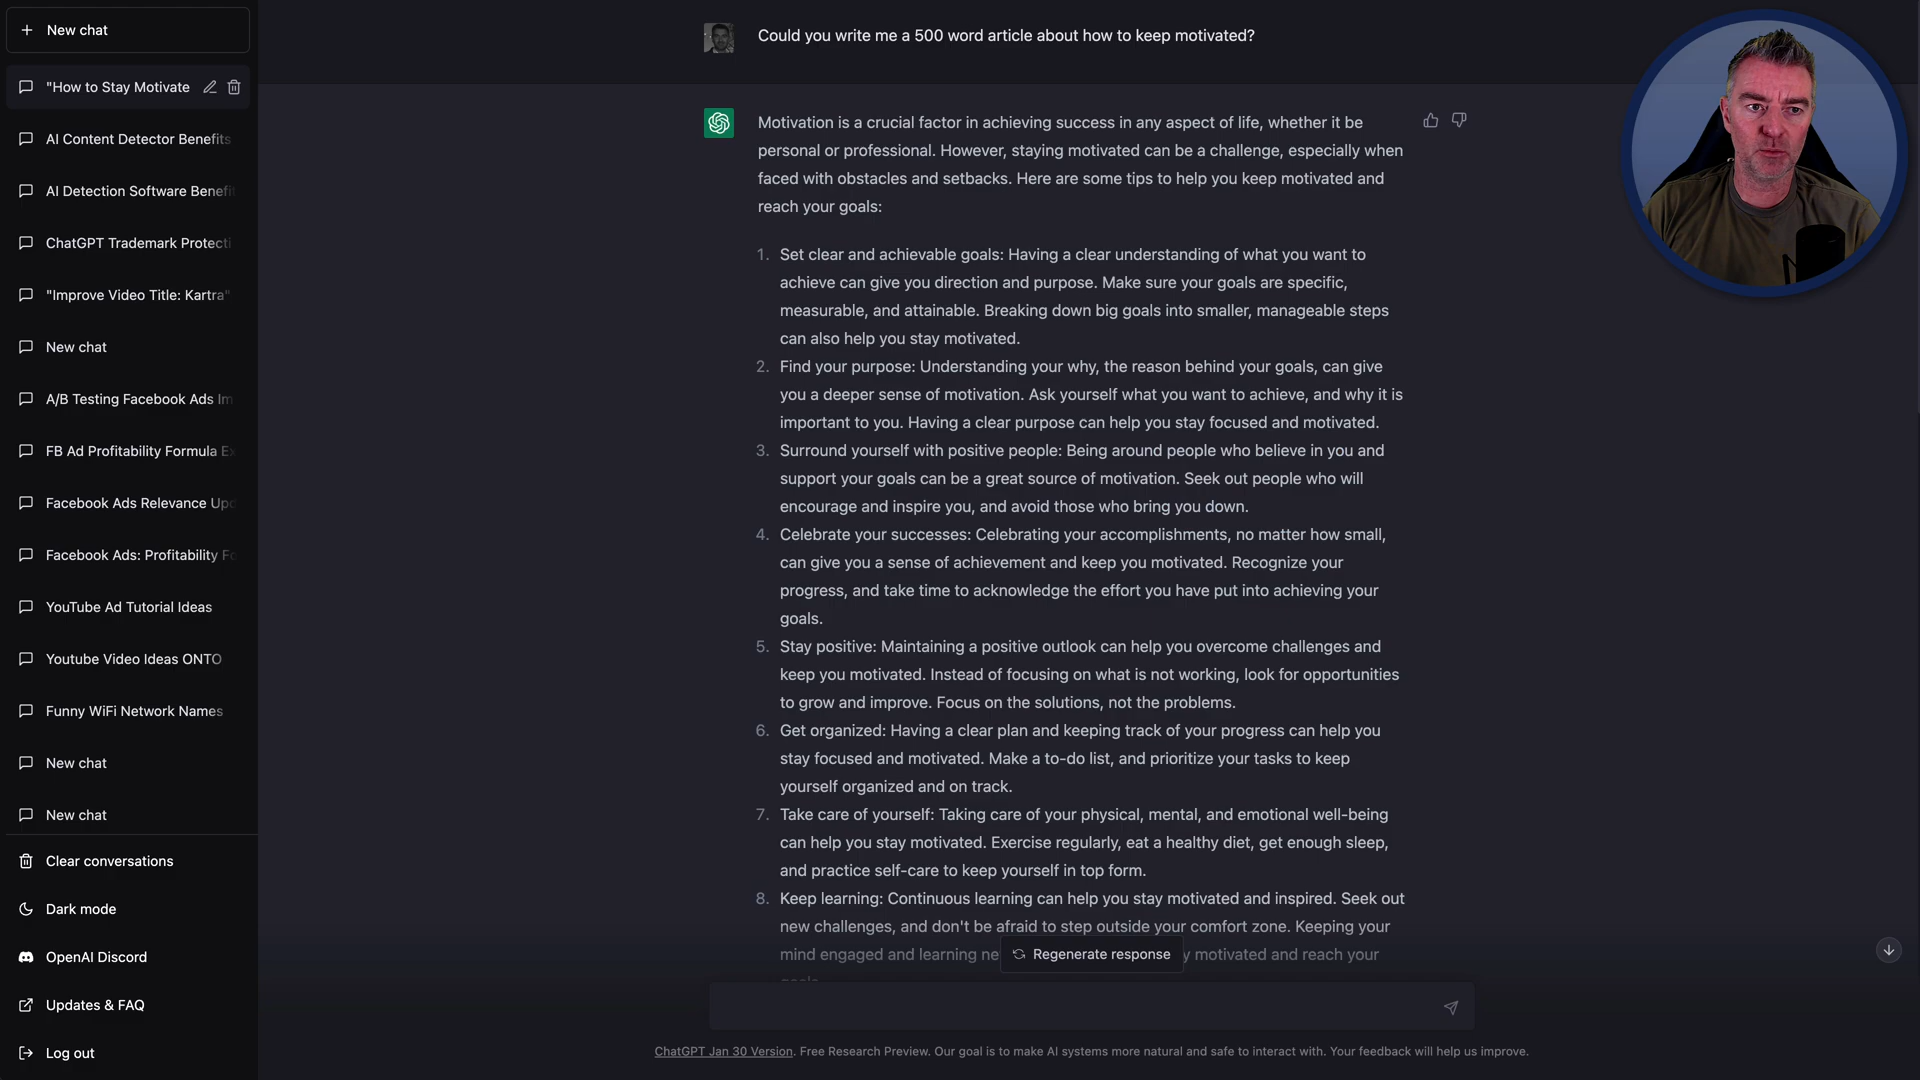 New chat
"How to Stay Motivate
AI Content Detector Benefits
AI Detection Software Benefi
ChatGPT Trademark Protecti
"Improve Video Title: Kartra"
New chat
A/B Testing Facebook Ads Im
FB Ad Profitability Formula Ex
Facebook Ads Relevance Upd
Facebook Ads: Profitability Fo
YouTube Ad Tutorial Ideas
Youtube Video Ideas ONTO
Funny WiFi Network Names
New chat
New chat
Clear conversations
Dark mode
OpenAI Discord
Updates & FAQ
Log out
Could you write me a 500 word article about how to keep motivated?
Motivation is a crucial factor in achieving success in any aspect of life, whether it be
personal or professional. However, staying motivated can be a challenge, especially when
faced with obstacles and setbacks. Here are some tips to help you keep motivated and
reach your goals:
1. Set clear and achievable goals: Having a clear understanding of what you want to
achieve can give you direction and purpose. Make sure your goals are specific,
measurable, and attainable. Breaking down big goals into smaller, manageable steps
can also help you stay motivated.
2. Find your purpose: Understanding your why, the reason behind your goals, can give
you a deeper sense of motivation. Ask yourself what you want to achieve, and why it is
important to you. Having a clear purpose can help you stay focused and motivated.
3. Surround yourself with positive people: Being around people who believe in you and
support your goals can be a great source of motivation. Seek out people who will
encourage and inspire you, and avoid those who bring you down.
4. Celebrate your successes: Celebrating your accomplishments, no matter how small,
can give you a sense of achievement and keep you motivated. Recognize your
progress, and take time to acknowledge the effort you have put into achieving your
goals.
5. Stay positive: Maintaining a positive outlook can help you overcome challenges and
keep you motivated. Instead of focusing on what is not working, look for opportunities
to grow and improve. Focus on the solutions, not the problems.
6. Get organized: Having a clear plan and keeping track of your progress can help you
stay focused and motivated. Make a to-do list, and prioritize your tasks to keep
yourself organized and on track.
7. Take care of yourself: Taking care of your physical, mental, and emotional well-being
can help you stay motivated. Exercise regularly, eat a healthy diet, get enough sleep,
and practice self-care to keep yourself in top form.
8. Keep learning: Continuous learning can help you stay motivated and inspired. Seek out
new challenges, and don't be afraid to step outside your comfort zone. Keeping your
mind engaged and learning ne
y motivated and reach your
Regenerate response
ChatGPT Jan 30 Version. Free Research Preview. Our goal is to make AI systems more natural and safe to interact with. Your feedback will help us improve.